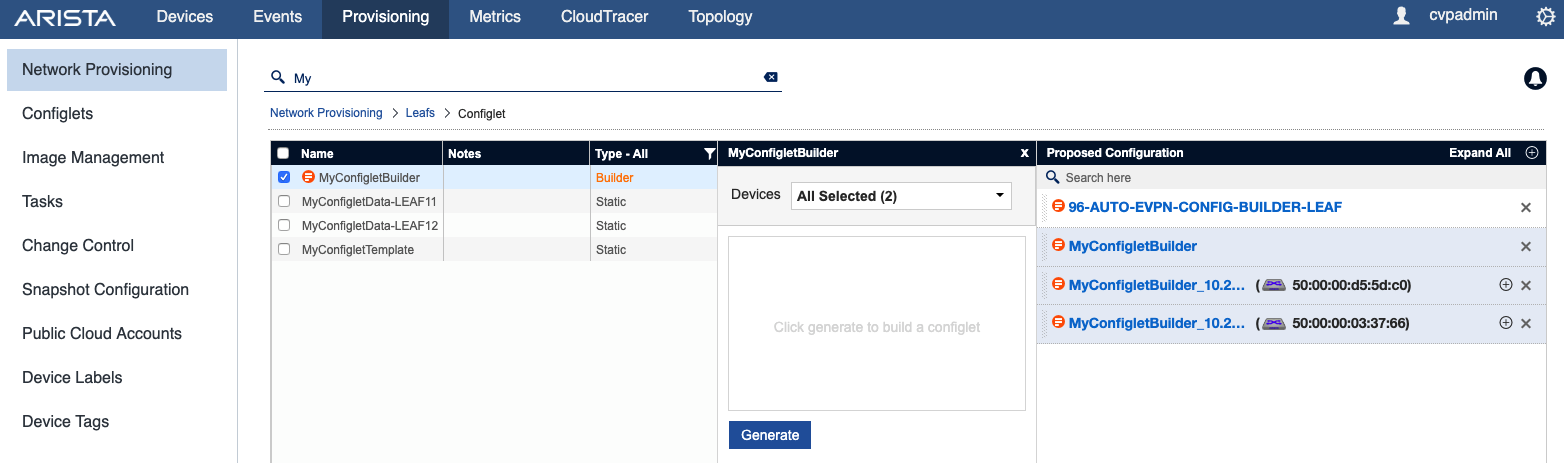 ARISTA Devices Events Provisioning Metrics CloudTracer Topology cvpadmin
Network Provisioning
Configlets
Image Management
Tasks
Change Control
Snapshot Configuration
Public Cloud Accounts
Device Labels
Device Tags
My
Network Provisioning > Leafs > Configlet
Name Notes Type - All
MyConfigletBuilder Builder
MyConfigletData-LEAF11 Static
MyConfigletData-LEAF12 Static
MyConfigletTemplate Static
MyConfigletBuilder x
Devices All Selected (2)
Click generate to build a configlet
Generate
Proposed Configuration Expand All
Search here
96-AUTO-EVPN-CONFIG-BUILDER-LEAF
MyConfigletBuilder
MyConfigletBuilder_10.2... ( 50:00:00:d5:5d:c0)
MyConfigletBuilder_10.2... ( 50:00:00:03:37:66)